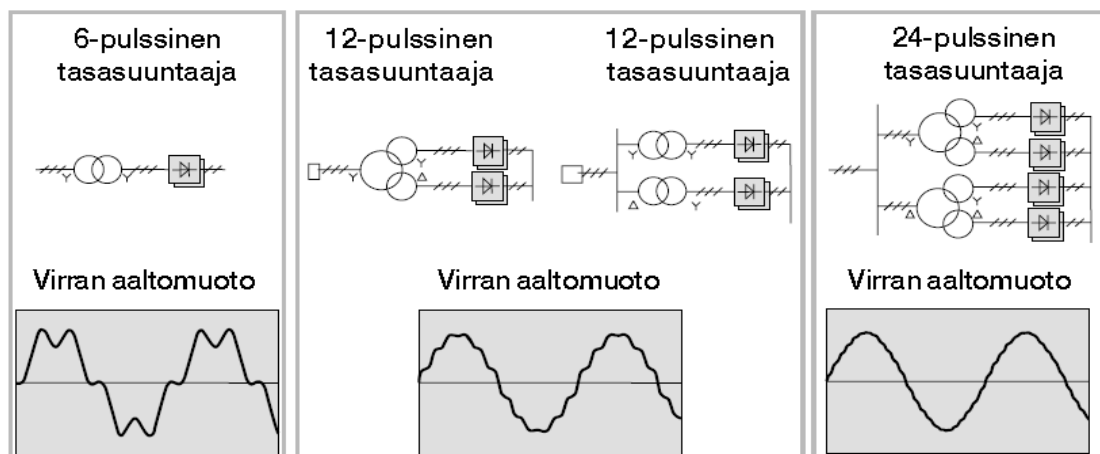 6-pulssinen
tasasuuntaaja
12-pulssinen
tasasuuntaaja
12-pulssinen
tasasuuntaaja
24-pulssinen
tasasuuntaaja
Virran aaltomuoto
Virran aaltomuoto
Virran aaltomuoto